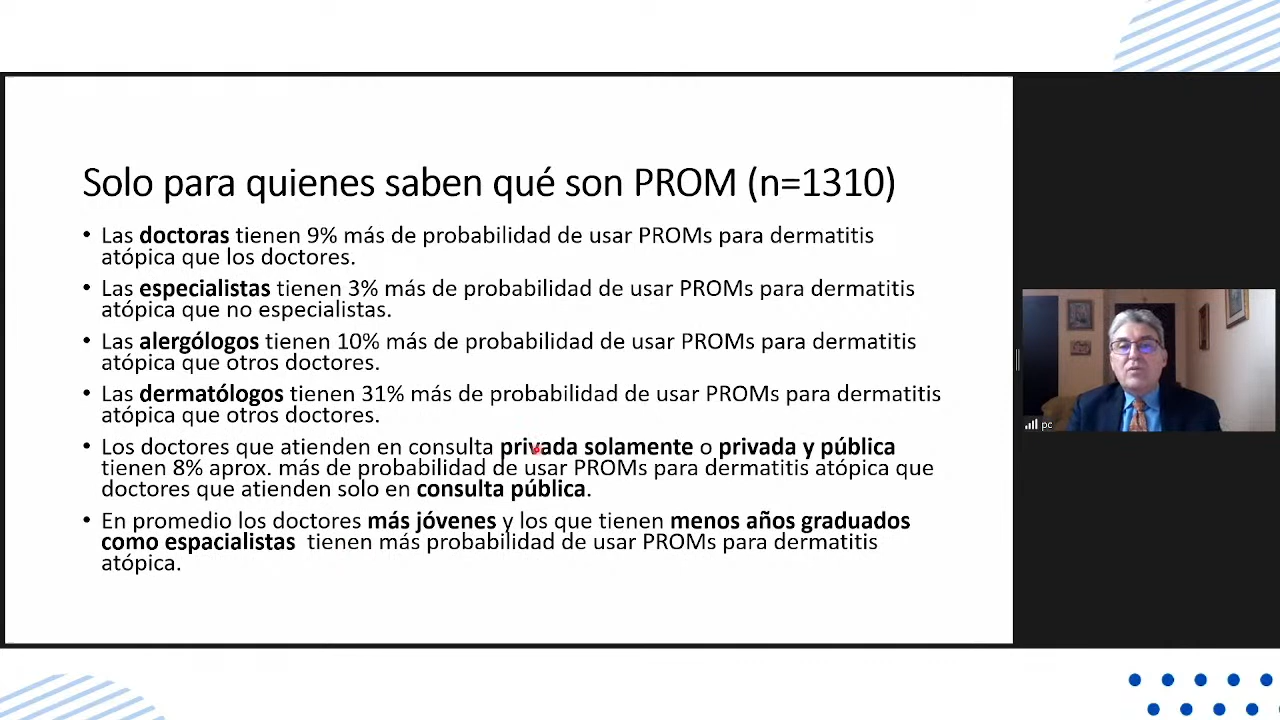 Solo para quienes saben qué son PROM (n=1310)
• Las doctoras tienen 9% más de probabilidad de usar PROMs para dermatitis
atópica que los doctores.
• Las especialistas tienen 3% más de probabilidad de usar PROMs para dermatitis
atópica que no especialistas.
• Las alergólogos tienen 10% más de probabilidad de usar PROMs para dermatitis
atópica que otros doctores.
• Las dermatólogos tienen 31% más de probabilidad de usar PROMs para dermatitis
atópica que otros doctores.
• Los doctores que atienden en consulta privada solamente o privada y pública
tienen 8% aprox. más de probabilidad de usar PROMs para dermatitis atópica que
doctores que atienden solo en consulta pública.
• En promedio los doctores más jóvenes y los que tienen menos años graduados
como espacialistas tienen más probabilidad de usar PROMs para dermatitis
atópica.
pc